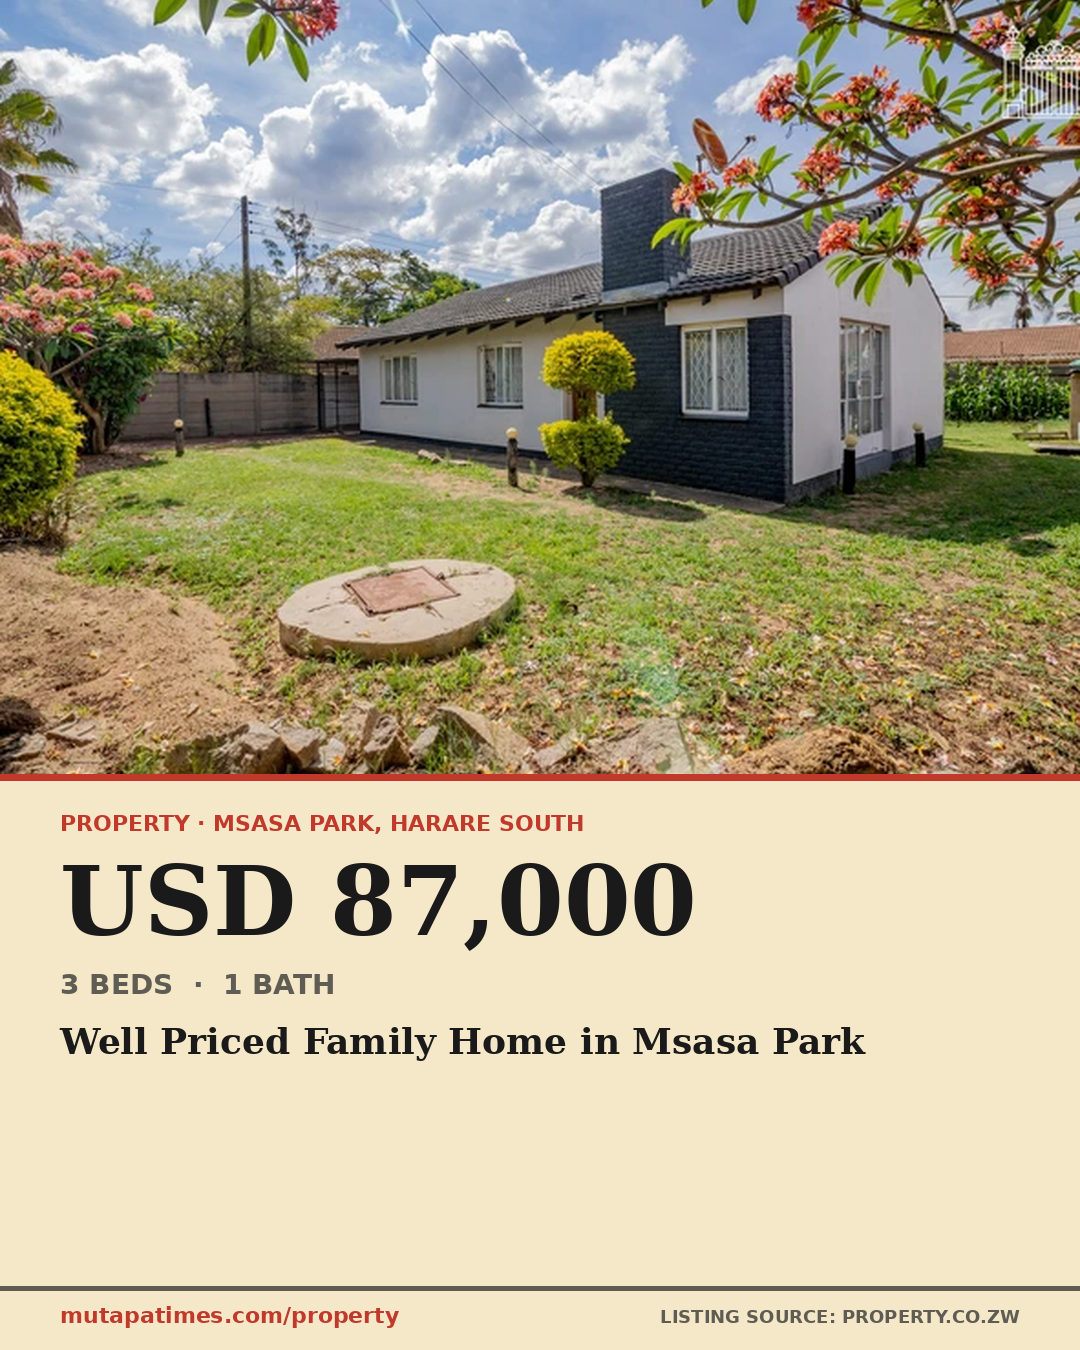 PROPERTY · MSASA PARK, HARARE SOUTH
USD 87,000
3 BEDS · 1 BATH
Well Priced Family Home in Msasa Park
mutapatimes.com/property
LISTING SOURCE: PROPERTY.CO.ZW